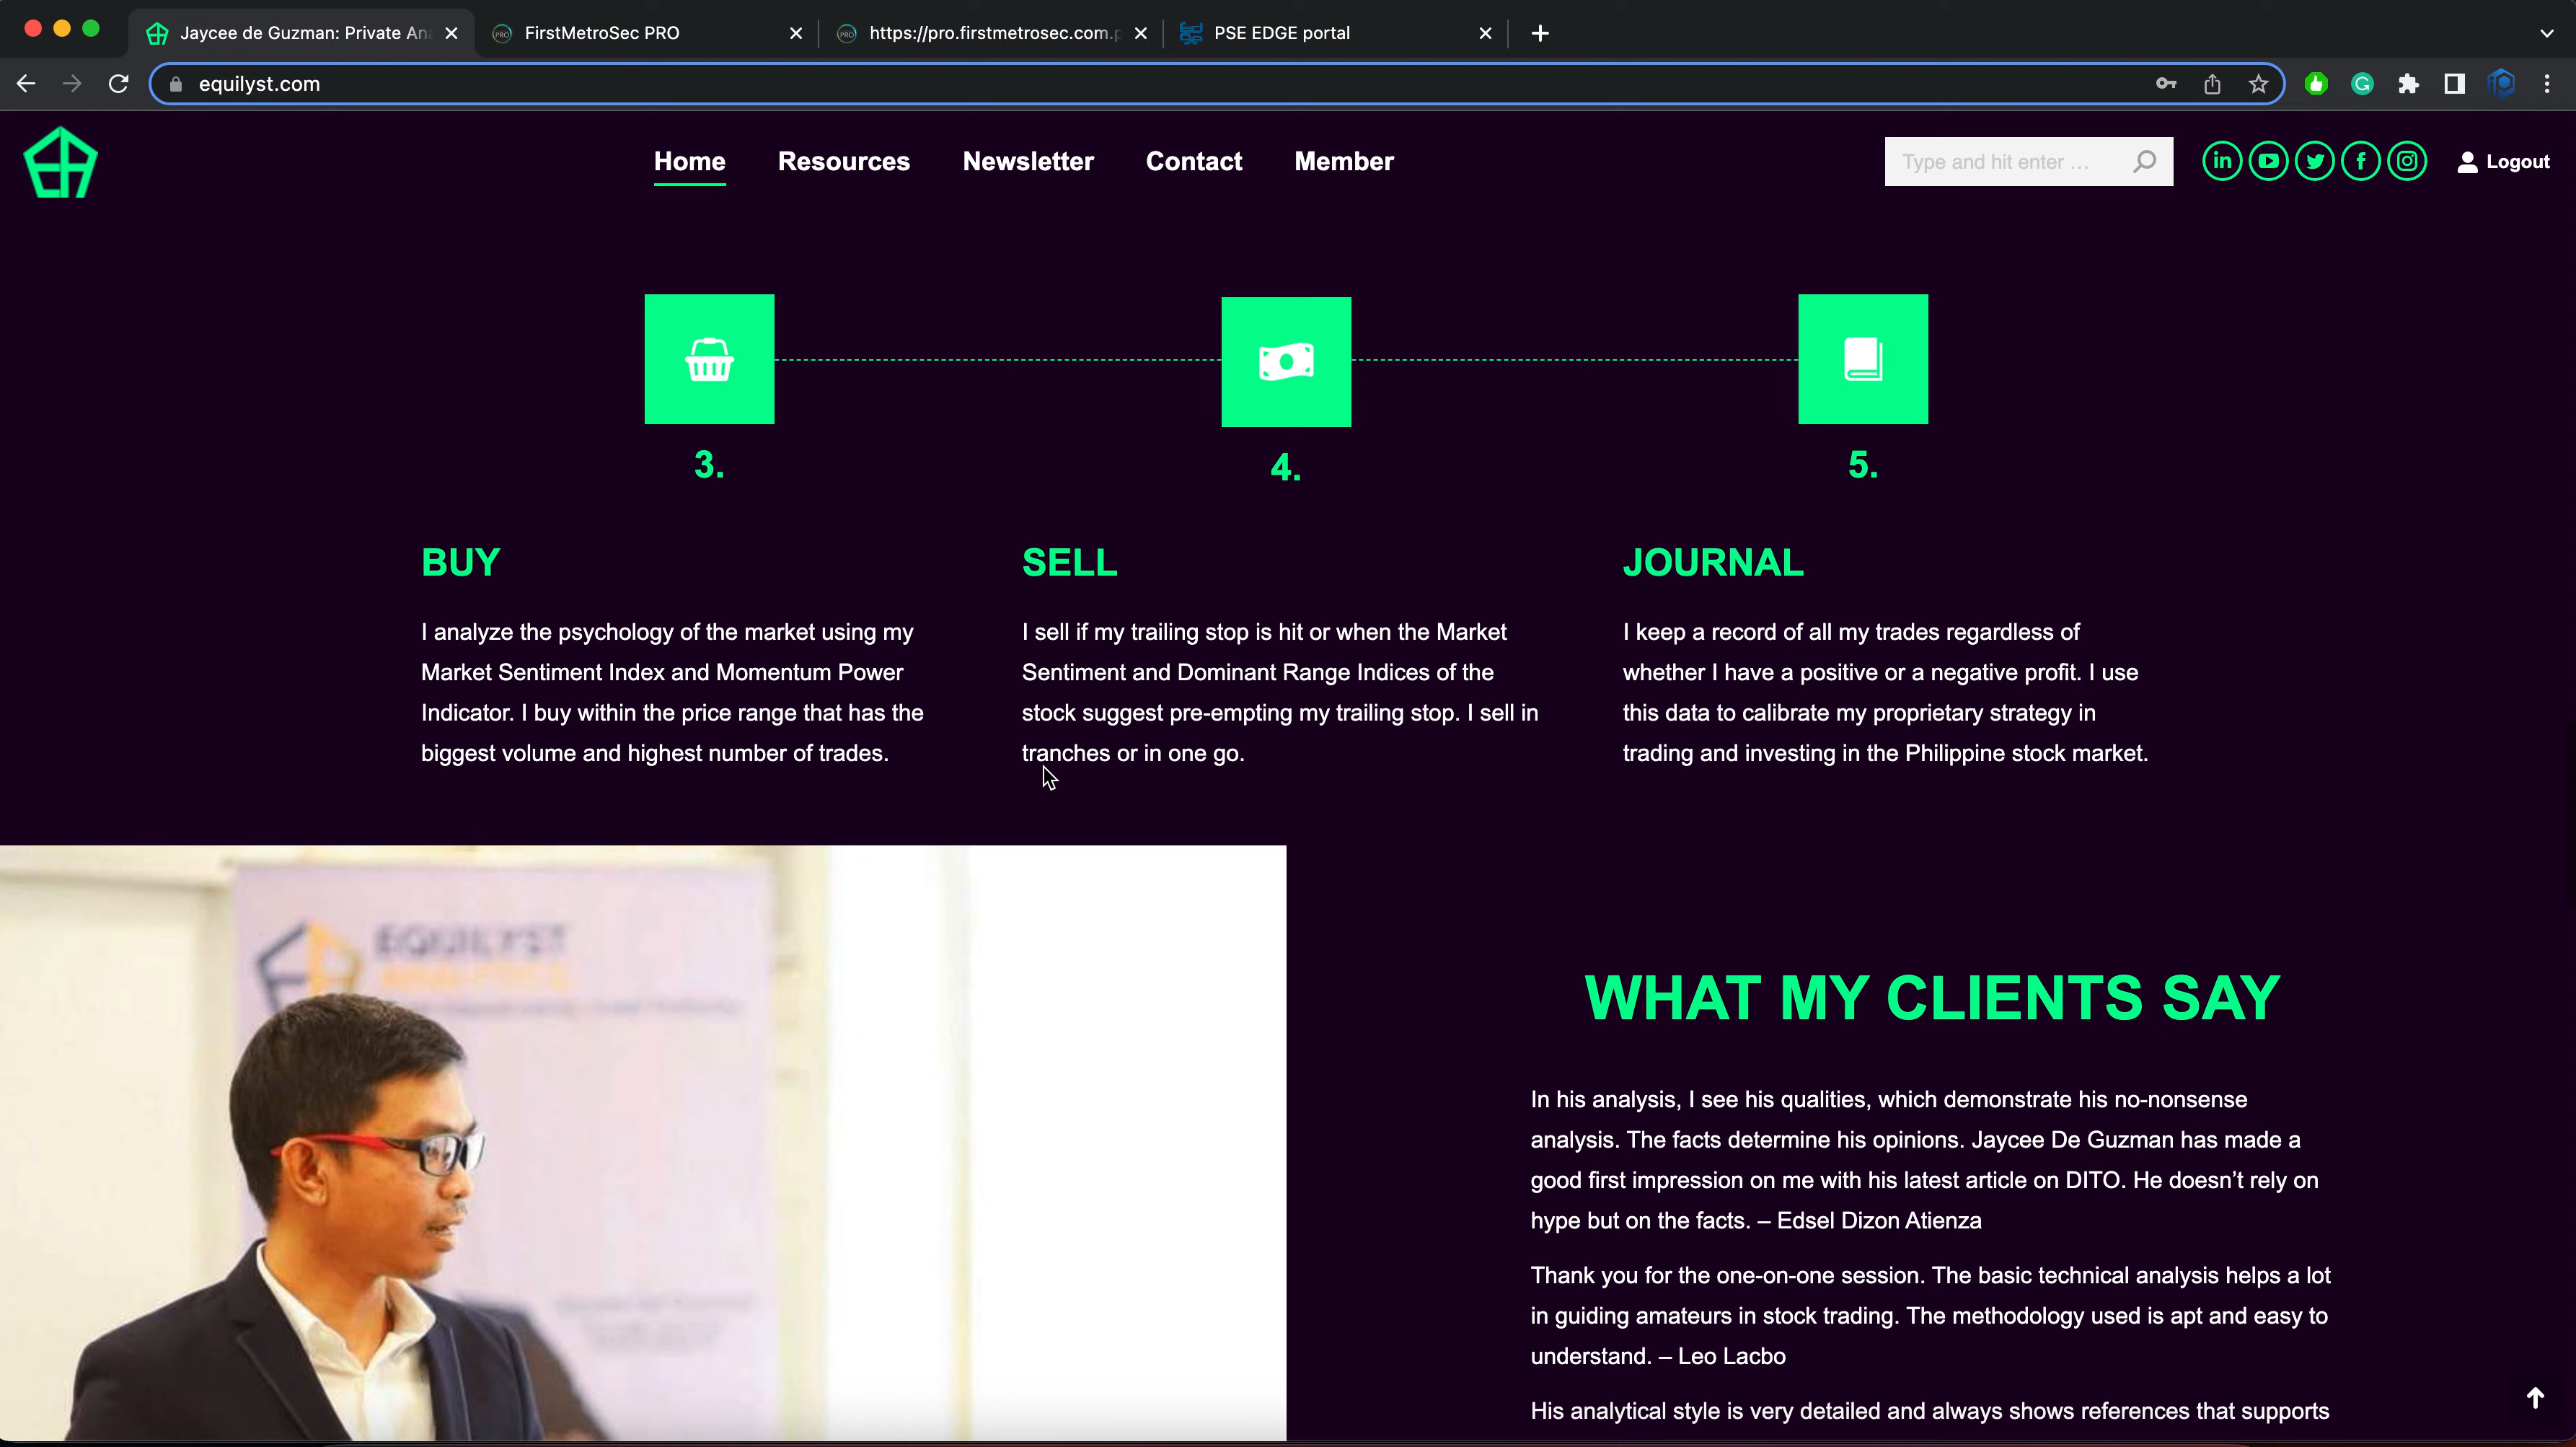 Jaycee de Guzman: Private An
FirstMetroSec PRO
https://pro.firstmetrosec.com.p
PSE EDGE portal
equilyst.com
Home
Resources
Newsletter
Contact
Member
Type and hit enter ...
Logout
3.
4.
5.
BUY
I analyze the psychology of the market using my
Market Sentiment Index and Momentum Power
Indicator. I buy within the price range that has the
biggest volume and highest number of trades.
SELL
I sell if my trailing stop is hit or when the Market
Sentiment and Dominant Range Indices of the
stock suggest pre-empting my trailing stop. I sell in
tranches or in one go.
JOURNAL
I keep a record of all my trades regardless of
whether I have a positive or a negative profit. I use
this data to calibrate my proprietary strategy in
trading and investing in the Philippine stock market.
EQUILYST
WHAT MY CLIENTS SAY
In his analysis, I see his qualities, which demonstrate his no-nonsense
analysis. The facts determine his opinions. Jaycee De Guzman has made a
good first impression on me with his latest article on DITO. He doesn’t rely on
hype but on the facts. – Edsel Dizon Atienza
Thank you for the one-on-one session. The basic technical analysis helps a lot
in guiding amateurs in stock trading. The methodology used is apt and easy to
understand. – Leo Lacbo
His analytical style is very detailed and always shows references that supports